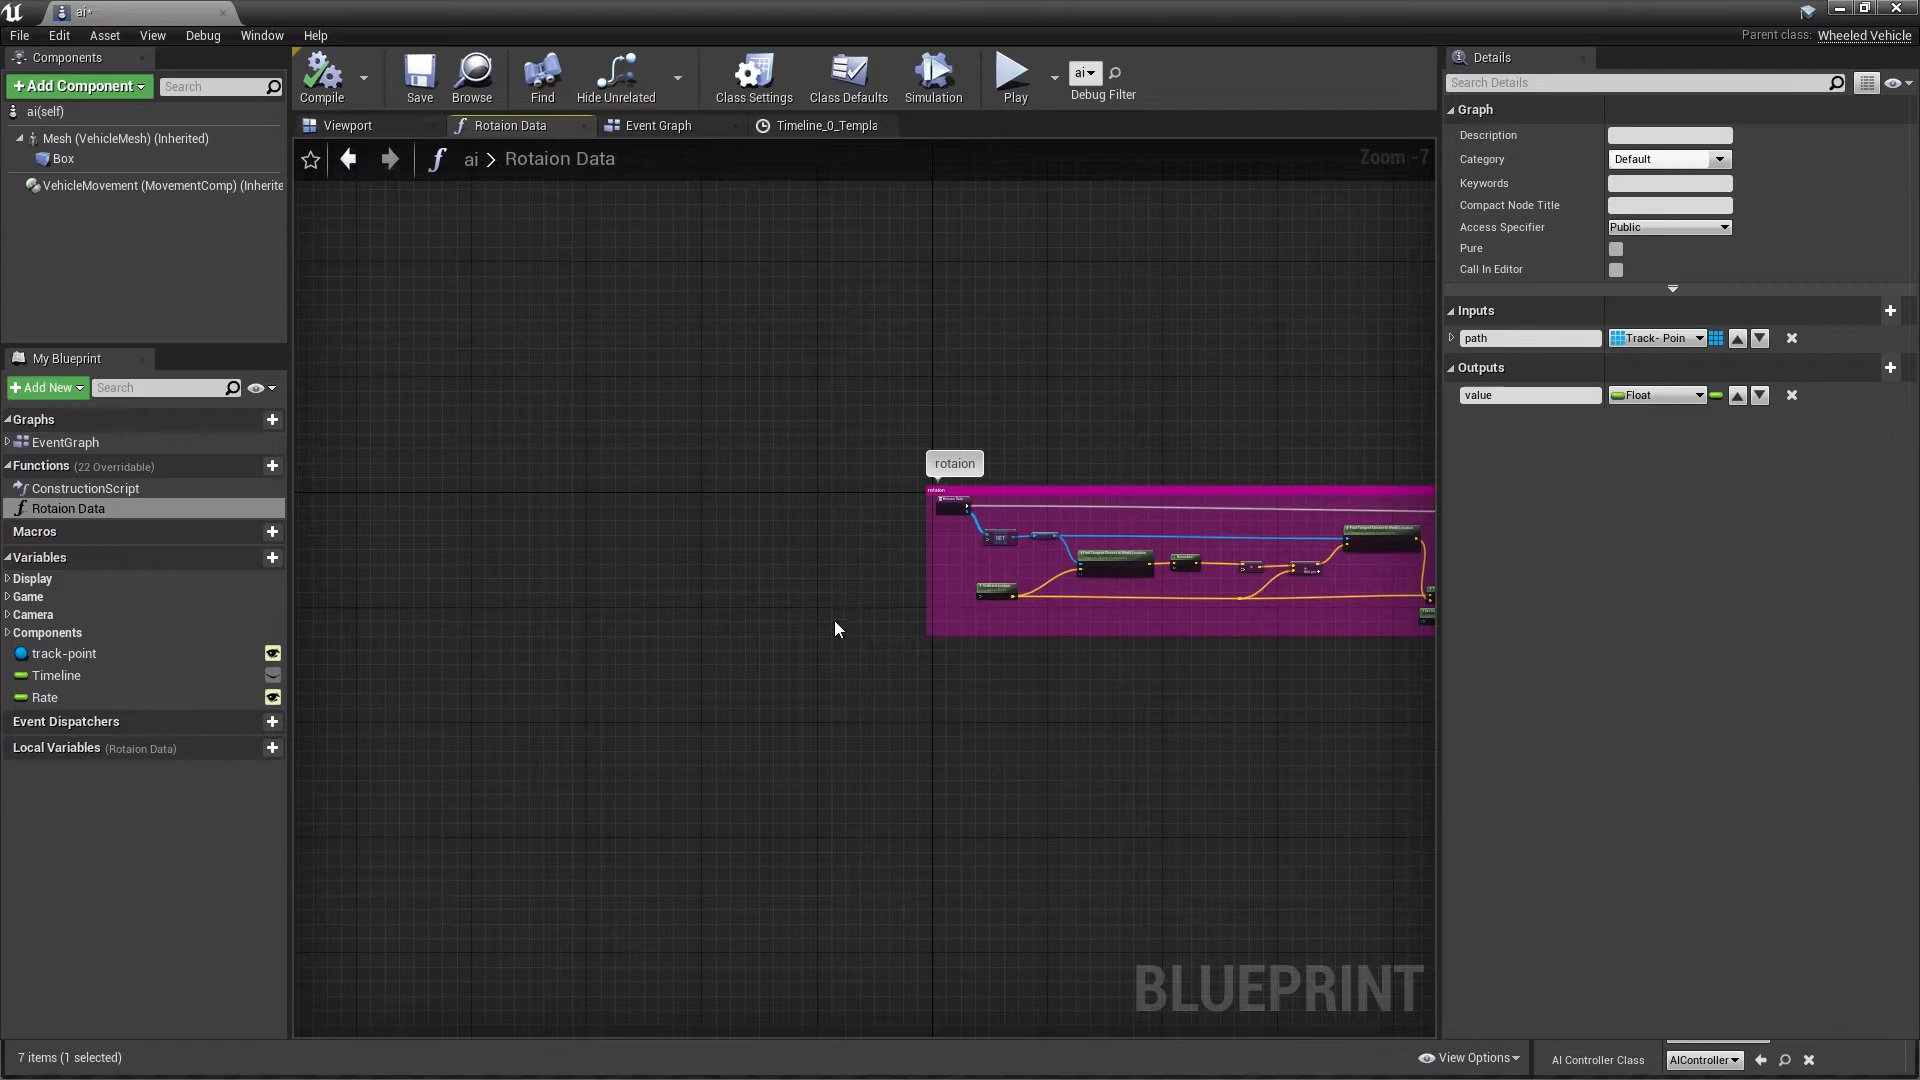 ai*
File Edit Asset View Debug Window Help
Parent class: Wheeled Vehicle
Components
+ Add Component
Search
ai(self)
Mesh (VehicleMesh) (Inherited)
Box
VehicleMovement (MovementComp) (Inherite
My Blueprint
+ Add New
Search
Graphs
EventGraph
Functions (22 Overridable)
ConstructionScript
Rotaion Data
Macros
Variables
Display
Game
Camera
Components
track-point
Timeline
Rate
Event Dispatchers
Local Variables (Rotaion Data)
7 items (1 selected)
Compile
Save
Browse
Find
Hide Unrelated
Class Settings
Class Defaults
Simulation
Play
ai
Debug Filter
Viewport
Rotaion Data
Event Graph
Timeline_0_Templa
ai > Rotaion Data
Zoom -7
rotaion
rotaion
GET
BLUEPRINT
Details
Search Details
Graph
Description
Category
Default
Keywords
Compact Node Title
Access Specifier
Public
Pure
Call In Editor
Inputs
path
Track- Poin
Outputs
value
Float
View Options
AI Controller Class
AIController